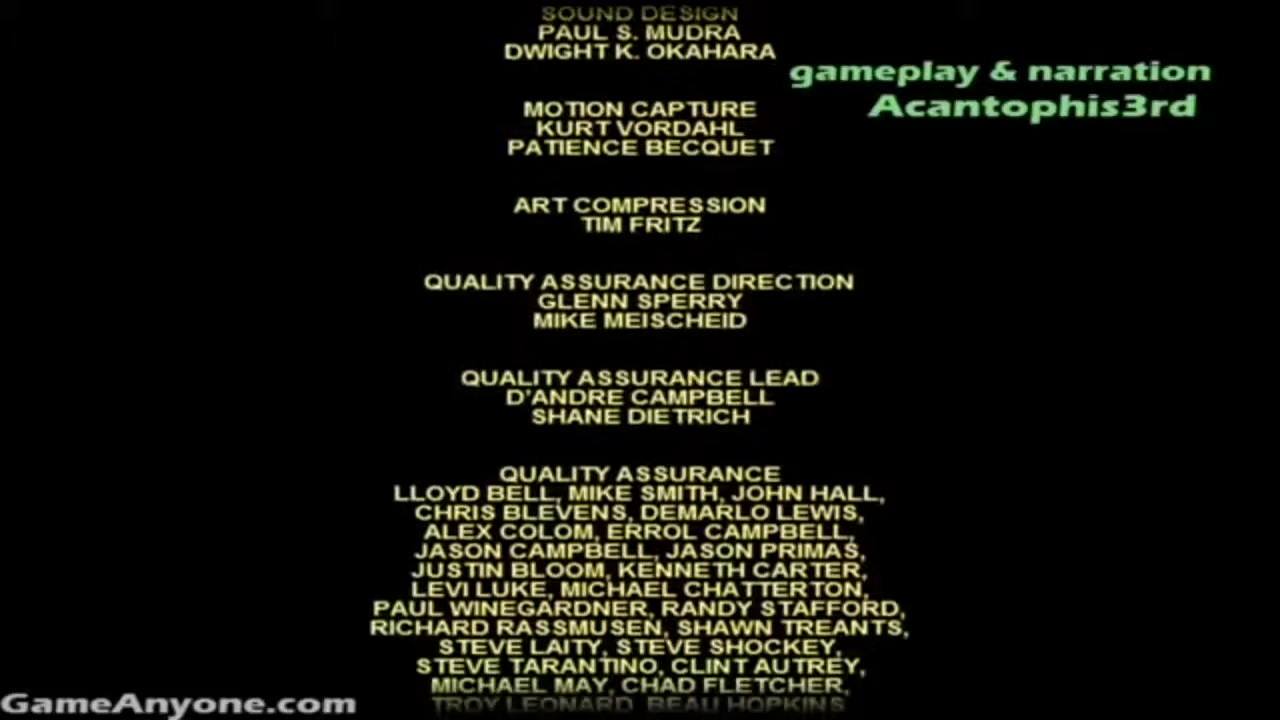 SOUND DESIGN
PAUL S. MUDRA
DWIGHT K. OKAHARA
gameplay & narration
Acantophis3rd
MOTION CAPTURE
KURT VORDAHL
PATIENCE BECQUET
ART COMPRESSION
TIM FRITZ
QUALITY ASSURANCE DIRECTION
GLENN SPERRY
MIKE MEISCHEID
QUALITY ASSURANCE LEAD
D'ANDRE CAMPBELL
SHANE DIETRICH
QUALITY ASSURANCE
LLOYD BELL, MIKE SMITH, JOHN HALL,
CHRIS BLEVENS, DEMARLO LEWIS,
ALEX COLOM, ERROL CAMPBELL,
JASON CAMPBELL, JASON PRIMAS,
JUSTIN BLOOM, KENNETH CARTER,
LEVI LUKE, MICHAEL CHATTERTON,
PAUL WINEGARDNER, RANDY STAFFORD,
RICHARD RASSMUSEN, SHAWN TREANTS,
STEVE LAITY, STEVE SHOCKEY,
STEVE TARANTINO, CLINT AUTREY,
MICHAEL MAY, CHAD FLETCHER,
TROY LEONARD, BEAU HOPKINS
GameAnyone.com